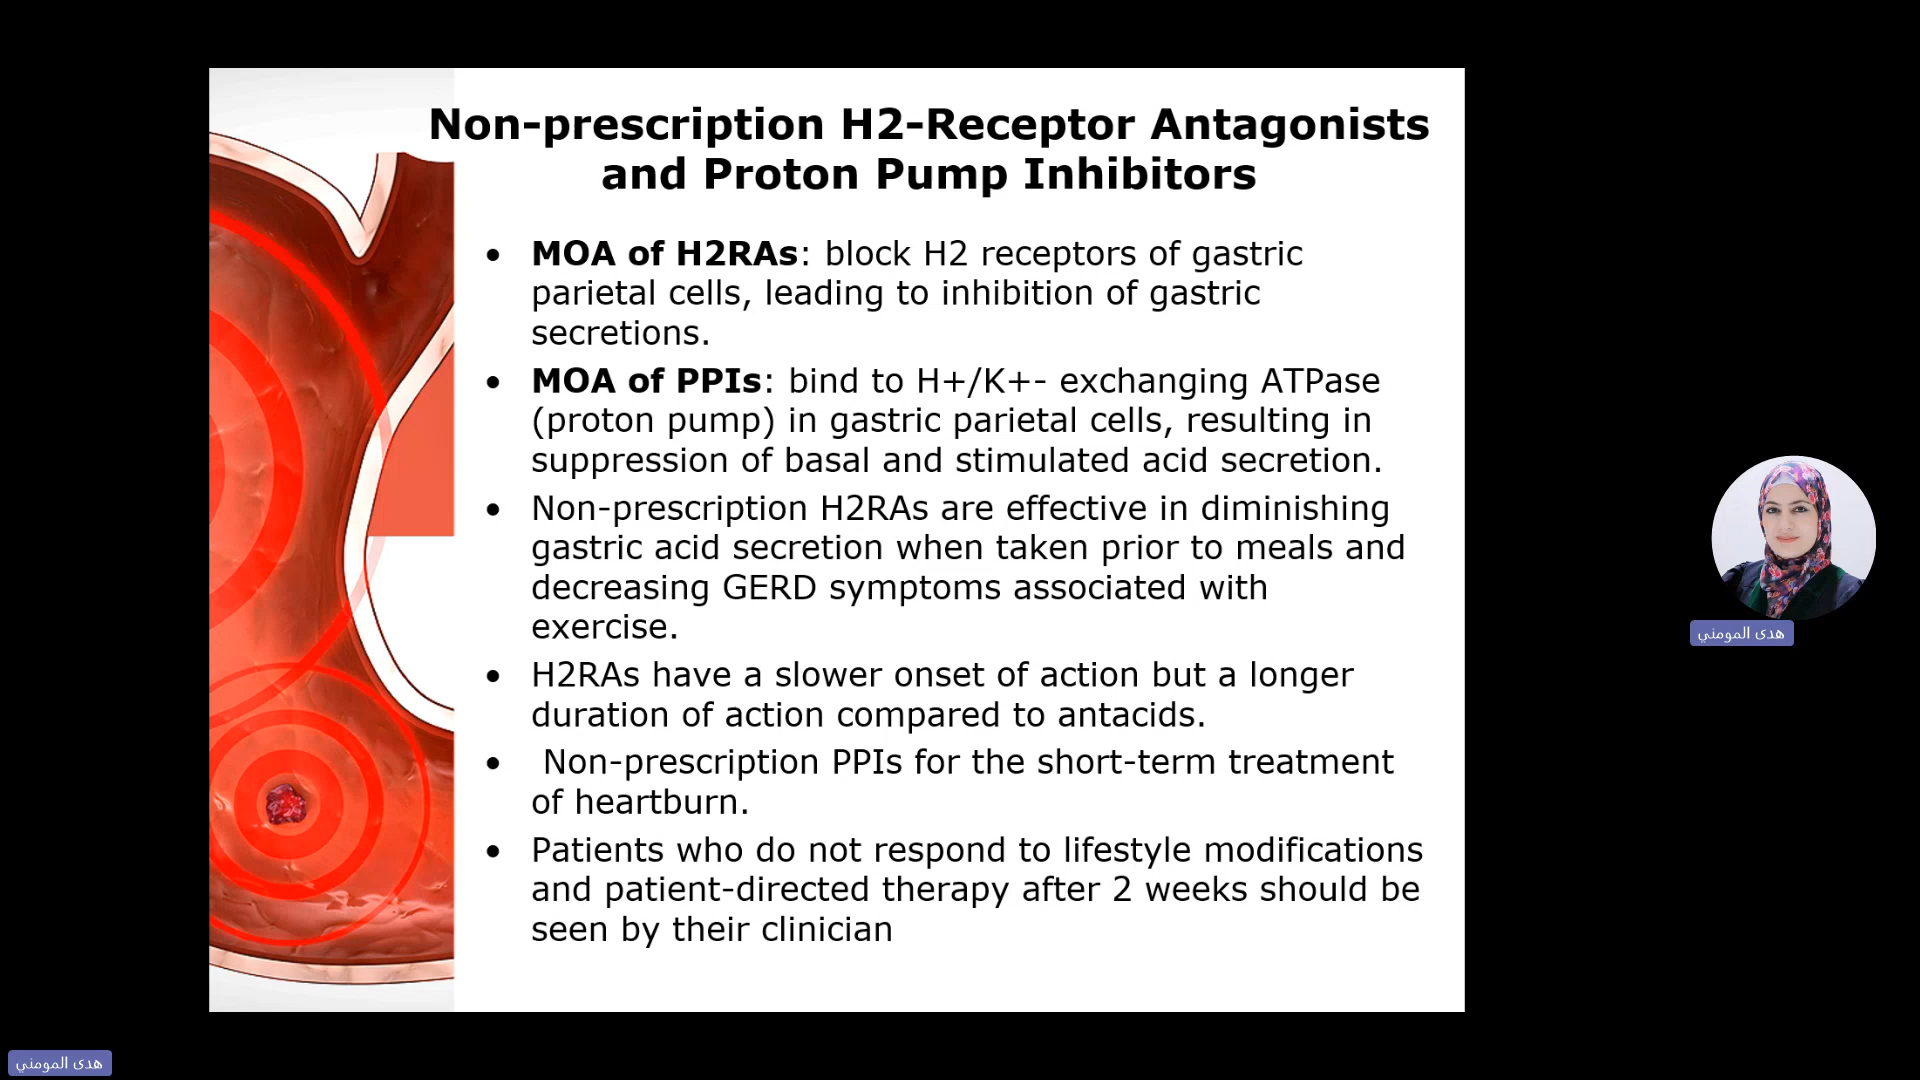 Non-prescription H2-Receptor Antagonists
and Proton Pump Inhibitors
• MOA of H2RAs: block H2 receptors of gastric
parietal cells, leading to inhibition of gastric
secretions.
• MOA of PPIs: bind to H+/K+- exchanging ATPase
(proton pump) in gastric parietal cells, resulting in
suppression of basal and stimulated acid secretion.
• Non-prescription H2RAs are effective in diminishing
gastric acid secretion when taken prior to meals and
decreasing GERD symptoms associated with
exercise.
• H2RAs have a slower onset of action but a longer
duration of action compared to antacids.
• Non-prescription PPIs for the short-term treatment
of heartburn.
• Patients who do not respond to lifestyle modifications
and patient-directed therapy after 2 weeks should be
seen by their clinician
هدى المومني
هدى المومني